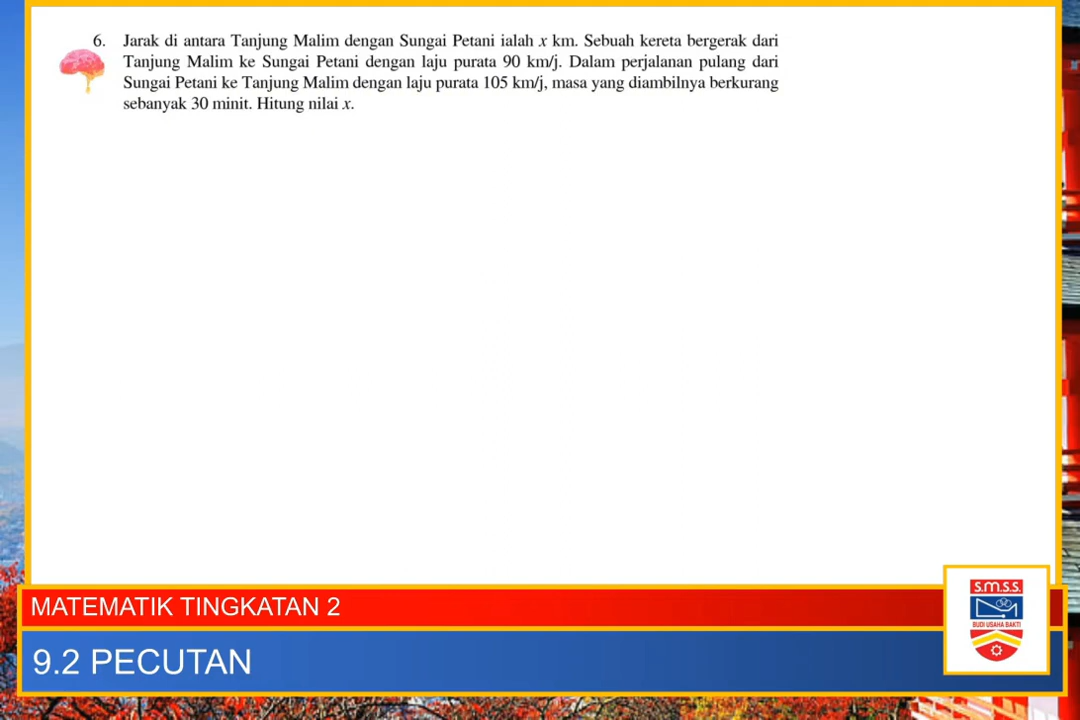 6. Jarak di antara Tanjung Malim dengan Sungai Petani ialah x km. Sebuah kereta bergerak dari
Tanjung Malim ke Sungai Petani dengan laju purata 90 km/j. Dalam perjalanan pulang dari
Sungai Petani ke Tanjung Malim dengan laju purata 105 km/j, masa yang diambilnya berkurang
sebanyak 30 minit. Hitung nilai x.
S.M.S.S.
BUDI USAHA BAKTI
MATEMATIK TINGKATAN 2
9.2 PECUTAN